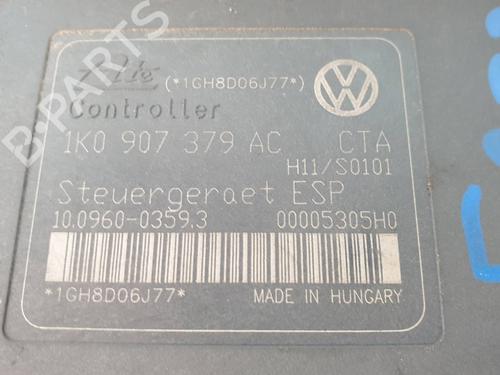 Ate (*1GH8D06J77*)
Controller
1K0 907 379 AC CTA
H11/S0101
Steuergeraet ESP
10.0960-0359.3 00005305H0
*1GH8D06J77* MADE IN HUNGARY
B-PARTS